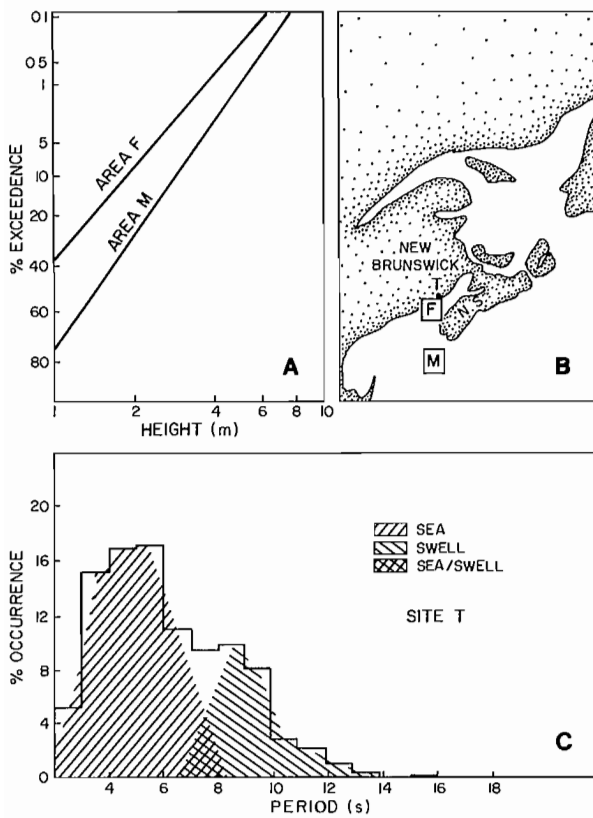 01
05
1
5
10
20
40
60
80
% EXCEEDENCE
AREA F
AREA M
A
1
2
4
6
10
HEIGHT (m)
NEW
BRUNSWICK
T
F
N.S
M
B
20
16
12
8
4
0
% OCCURRENCE
SEA
SWELL
SEA/SWELL
SITE T
C
4
6
8
10
12
14
16
18
PERIOD (s)